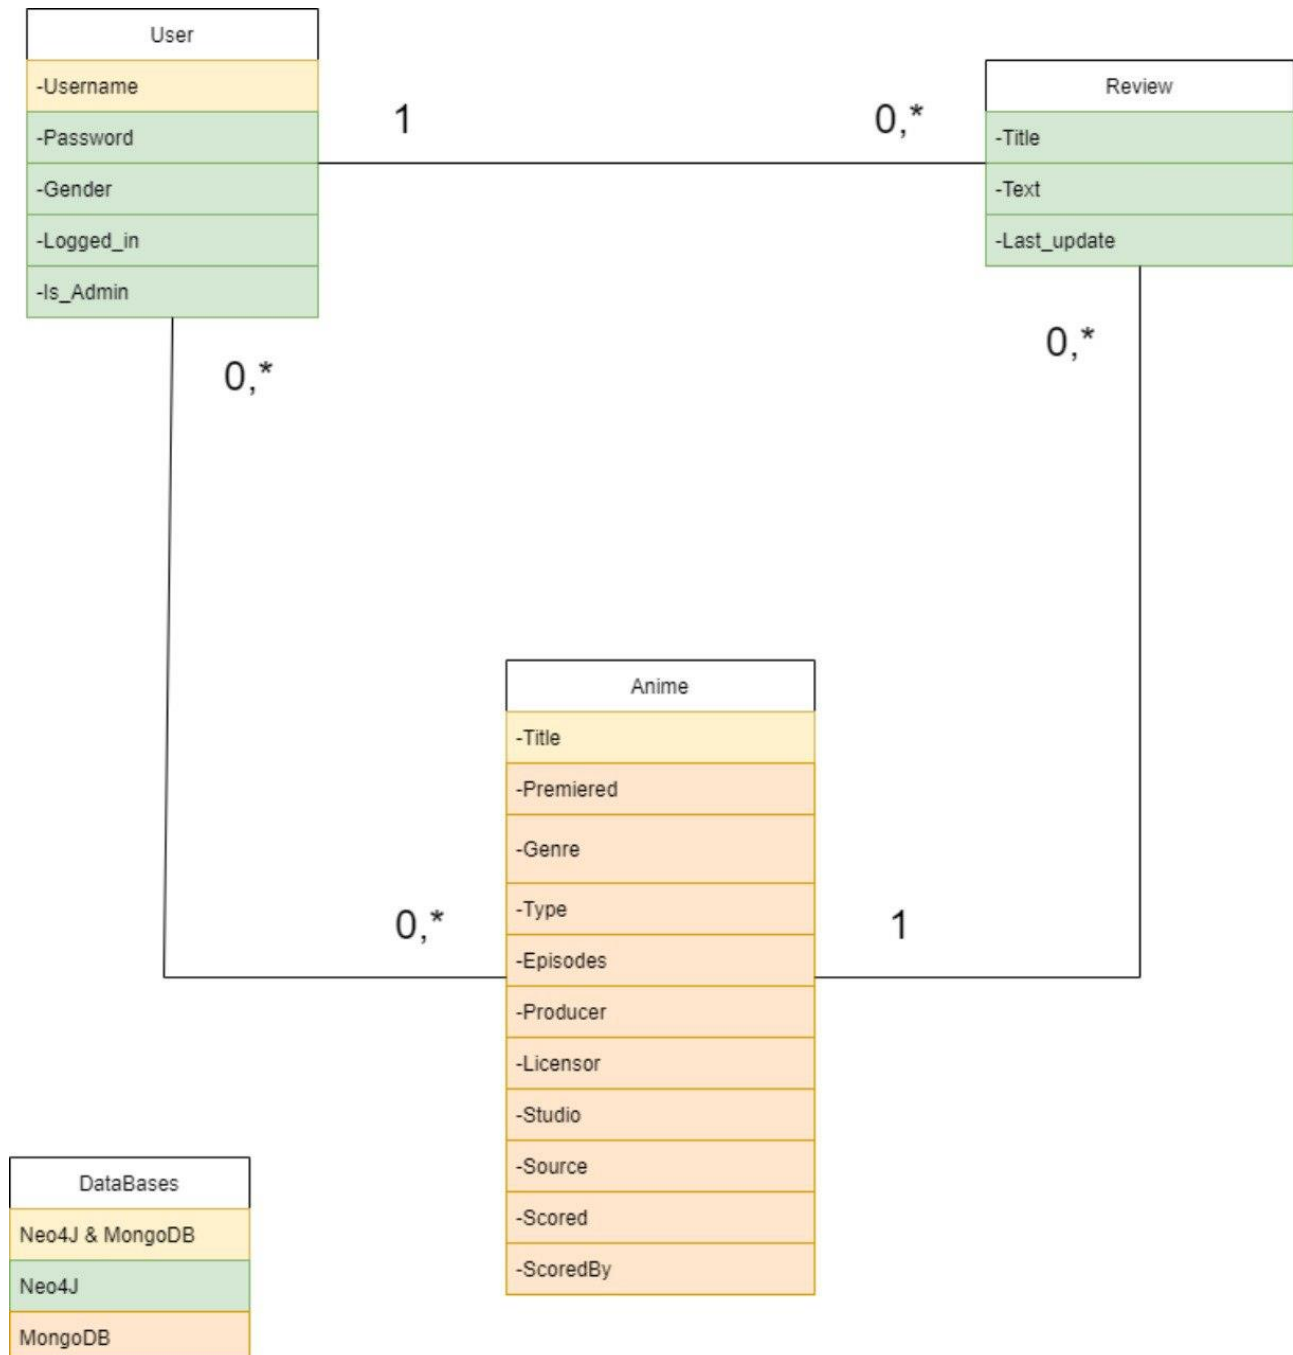 User
-Username
-Password
-Gender
-Logged_in
-Is_Admin
1
0,*
Review
-Title
-Text
-Last_update
0,*
0,*
Anime
-Title
-Premiered
-Genre
-Type
-Episodes
-Producer
-Licensor
-Studio
-Source
-Scored
-ScoredBy
0,*
1
DataBases
Neo4J & MongoDB
Neo4J
MongoDB